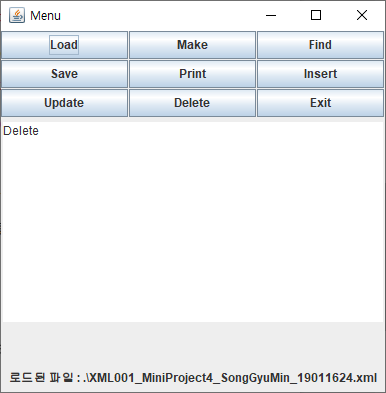 Menu
Load Make Find
Save Print Insert
Update Delete Exit
Delete
로드된 파일 : .\XML001_MiniProject4_SongGyuMin_19011624.xml